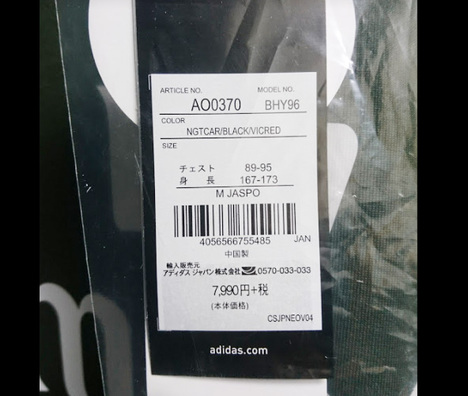 ARTICLE NO. MODEL NO.
AO0370 BHY96
COLOR
NGTCAR/BLACK/VICRED
SIZE
チェスト 89-95
身 長 167-173
M JASPO
4056566755485 JAN
中国製
輸入販売元
アディダス ジャパン株式会社 0570-033-033
7,990円+税
(本体価格)
CSJPNEOV04
adidas.com